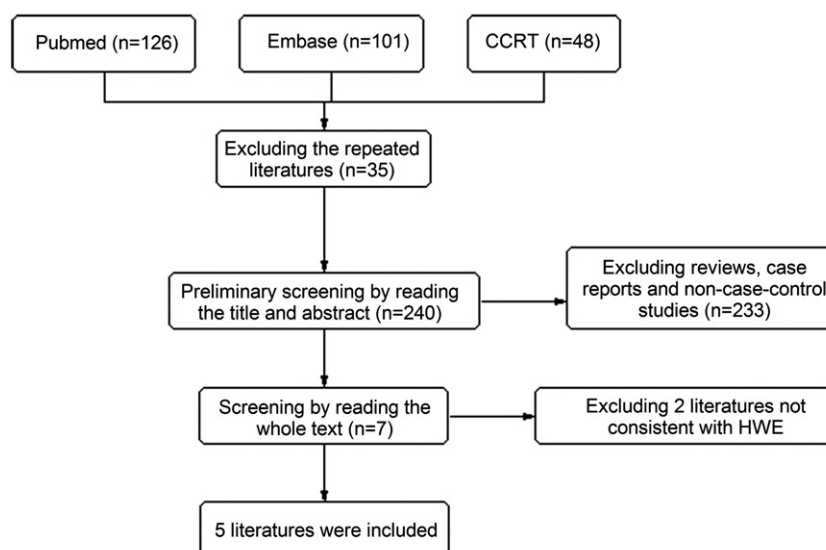 Pubmed (n=126)
Embase (n=101)
CCRT (n=48)
Excluding the repeated
literatures (n=35)
Preliminary screening by reading
the title and abstract (n=240)
Excluding reviews, case
reports and non-case-control
studies (n=233)
Screening by reading the
whole text (n=7)
Excluding 2 literatures not
consistent with HWE
5 literatures were included